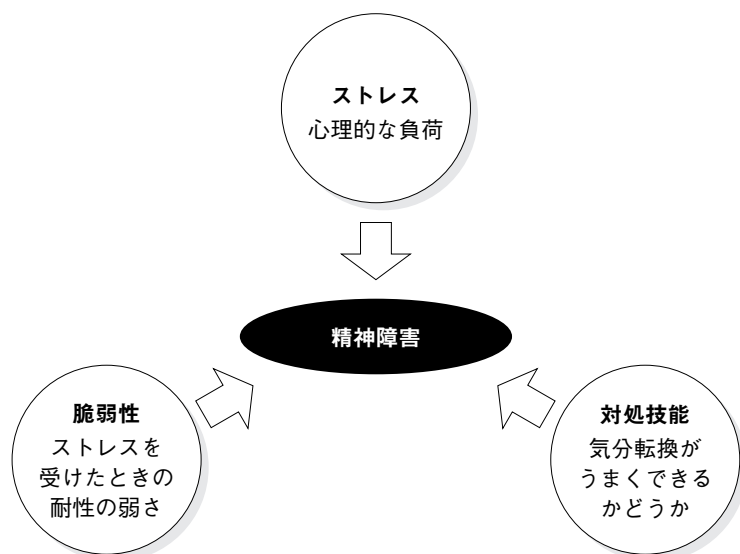 ストレス
心理的な負荷
精神障害
脆弱性
ストレスを
受けたときの
耐性の弱さ
対処技能
気分転換が
うまくできる
かどうか